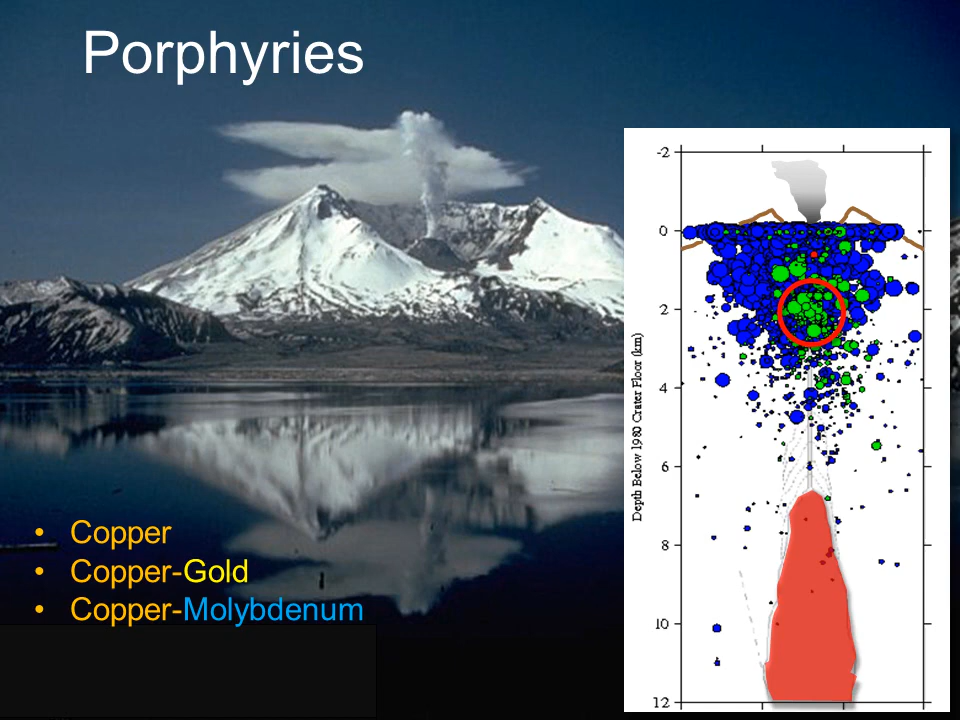 Porphyries
• Copper
• Copper-Gold
• Copper-Molybdenum
Depth Below 1980 Crater Floor (km)
-2
0
2
4
6
8
10
12